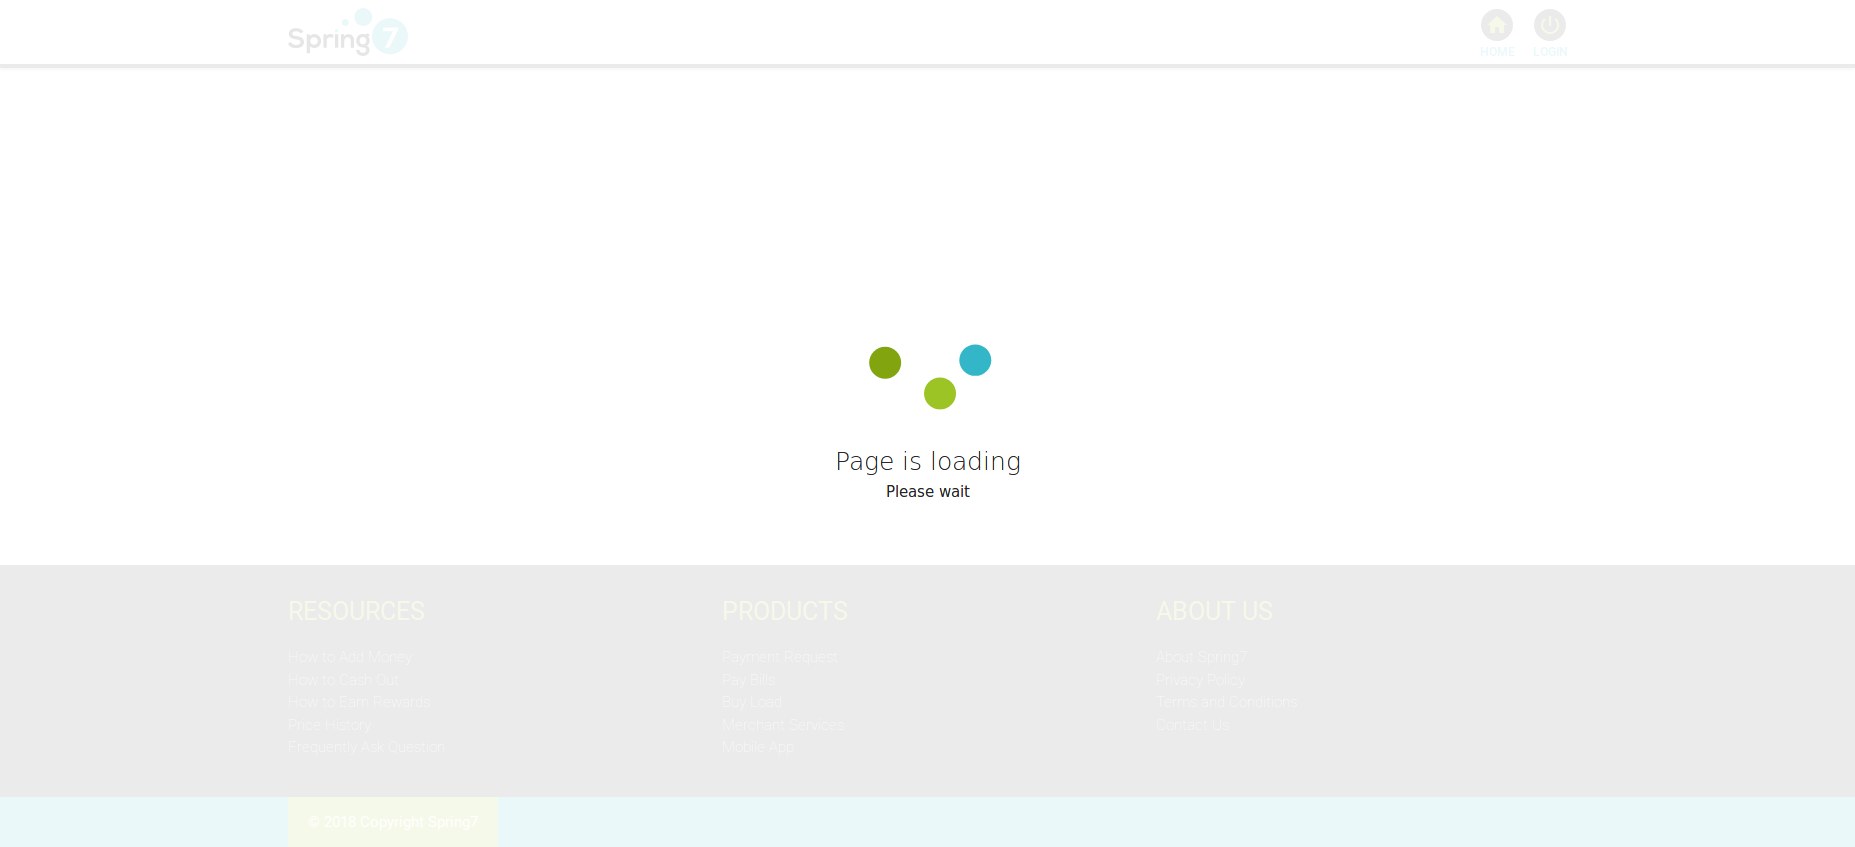 Spring7
HOME
LOGIN
Page is loading
Please wait
RESOURCES
How to Add Money
How to Cash Out
How to Earn Rewards
Price History
Frequently Ask Question
PRODUCTS
Payment Request
Pay Bills
Buy Load
Merchant Services
Mobile App
ABOUT US
About Spring7
Privacy Policy
Terms and Conditions
Contact Us
© 2018 Copyright Spring7